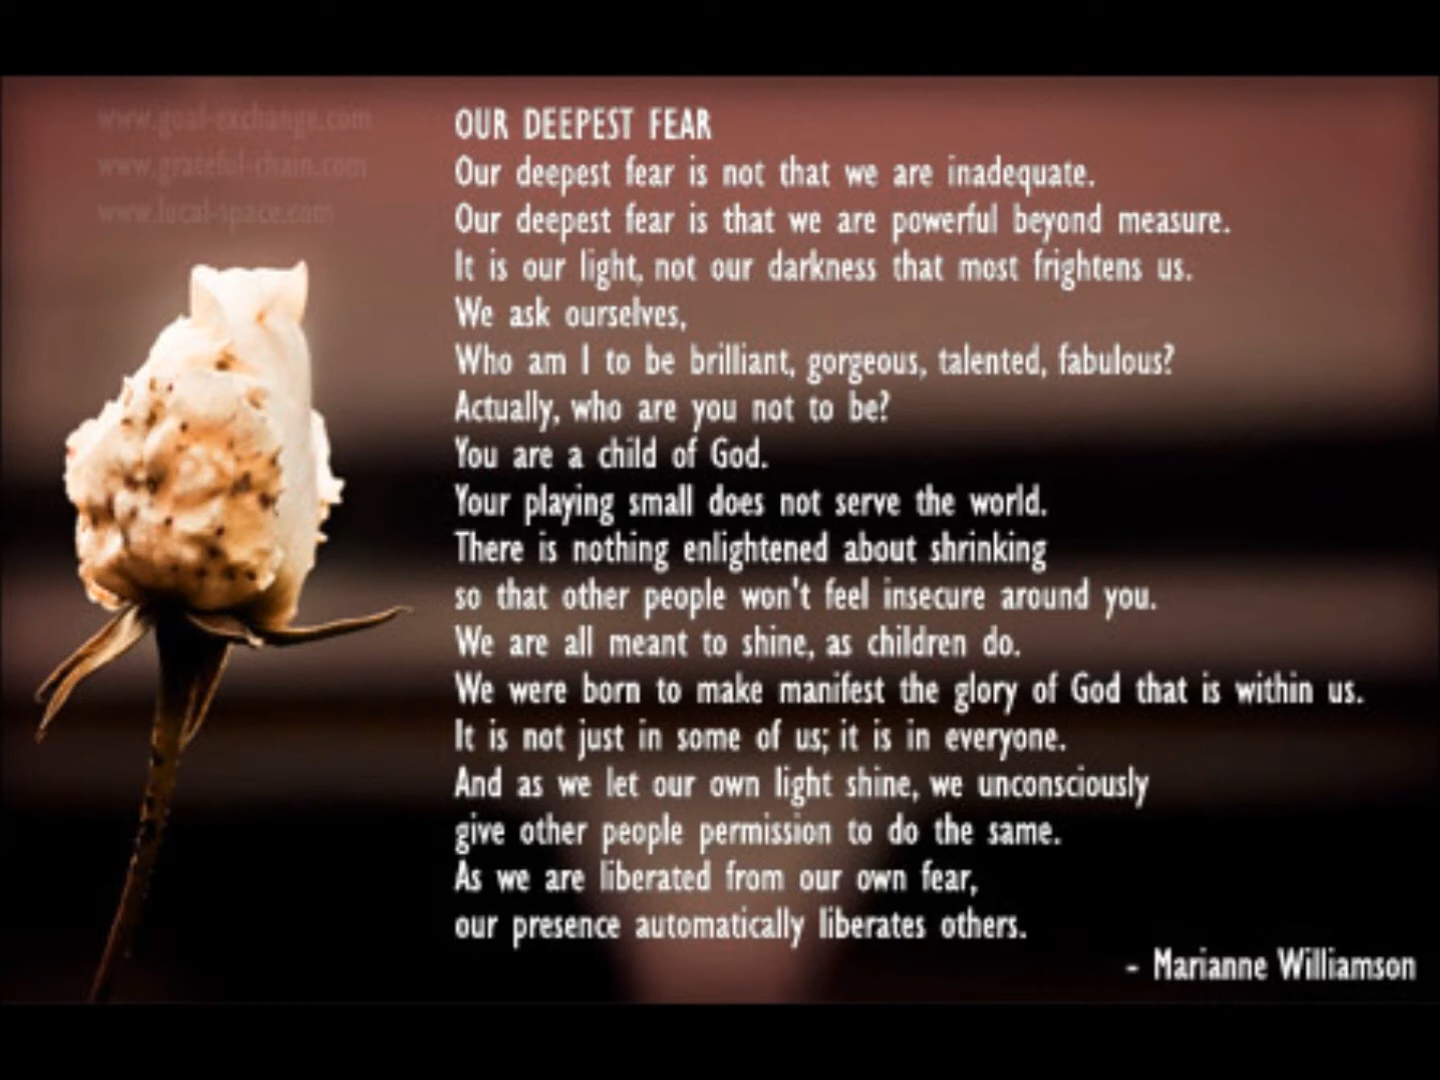 www.goal-exchange.com
www.grateful-chain.com
www.local-space.com
OUR DEEPEST FEAR
Our deepest fear is not that we are inadequate.
Our deepest fear is that we are powerful beyond measure.
It is our light, not our darkness that most frightens us.
We ask ourselves,
Who am I to be brilliant, gorgeous, talented, fabulous?
Actually, who are you not to be?
You are a child of God.
Your playing small does not serve the world.
There is nothing enlightened about shrinking
so that other people won't feel insecure around you.
We are all meant to shine, as children do.
We were born to make manifest the glory of God that is within us.
It is not just in some of us; it is in everyone.
And as we let our own light shine, we unconsciously
give other people permission to do the same.
As we are liberated from our own fear,
our presence automatically liberates others.
- Marianne Williamson